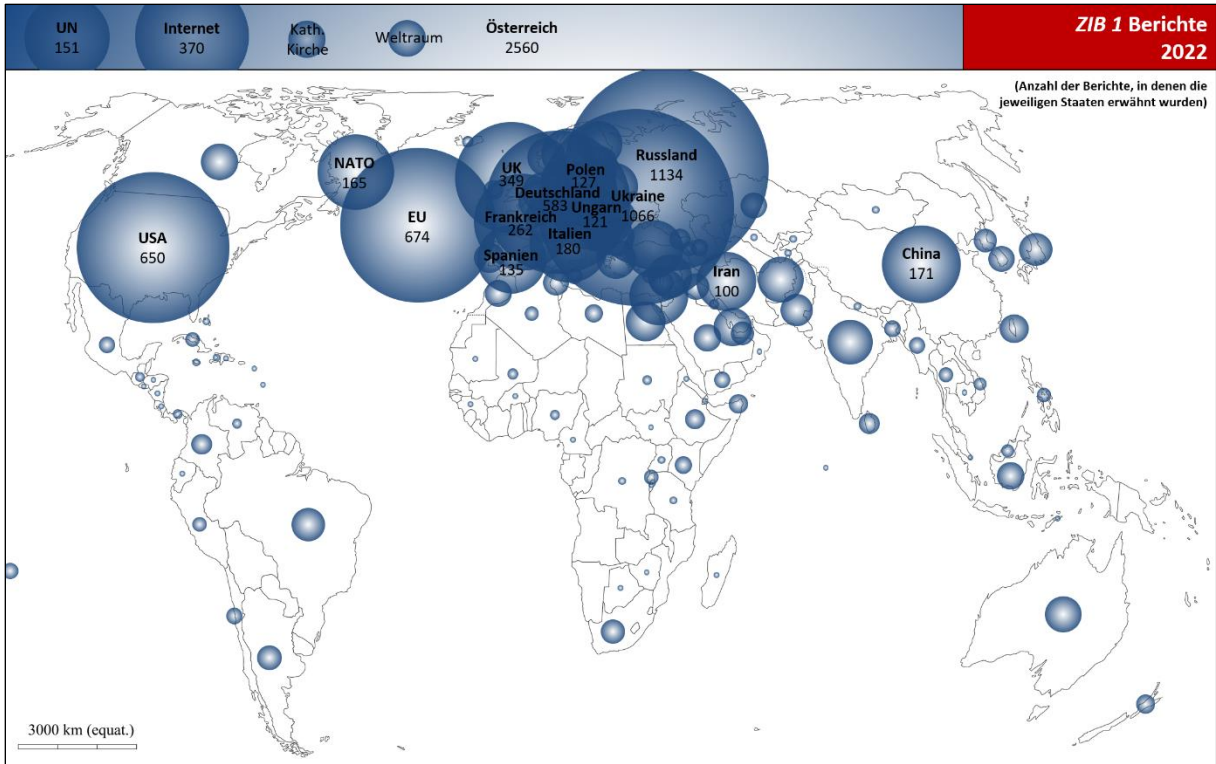 UN
151
Internet
370
Kath.
Kirche
Weltraum
Österreich
2560
ZIB 1 Berichte
2022
(Anzahl der Berichte, in denen die
jeweiligen Staaten erwähnt wurden)
NATO
165
UK
349
Polen
127
Russland
1134
Deutschland
583
Ukraine
1066
Ungarn
121
EU
674
Frankreich
262
Italien
180
USA
650
Spanien
135
Iran
100
China
171
3000 km (equat.)